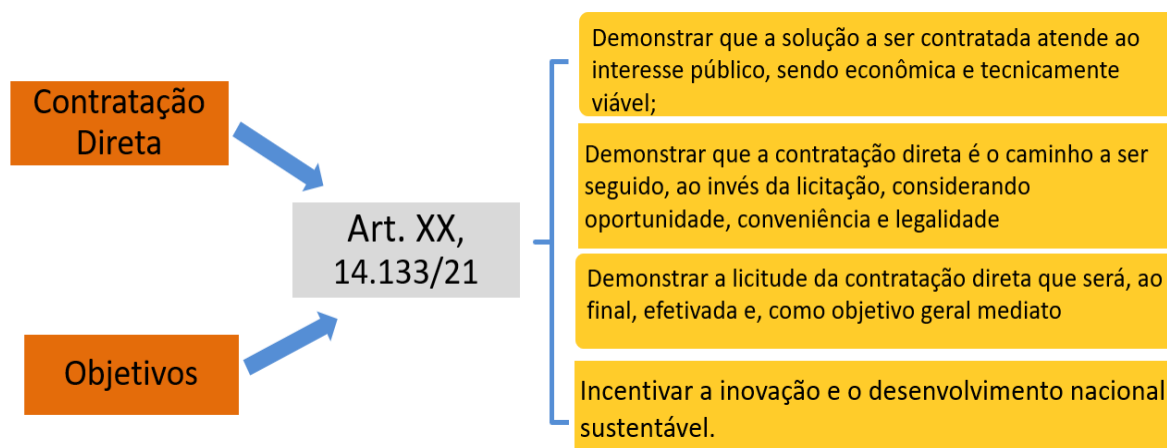 Contratação
Direta
Objetivos
Art. XX,
14.133/21
Demonstrar que a solução a ser contratada atende ao
interesse público, sendo econômica e tecnicamente
viável;
Demonstrar que a contratação direta é o caminho a ser
seguido, ao invés da licitação, considerando
oportunidade, conveniência e legalidade
Demonstrar a licitude da contratação direta que será, ao
final, efetivada e, como objetivo geral mediato
Incentivar a inovação e o desenvolvimento nacional
sustentável.